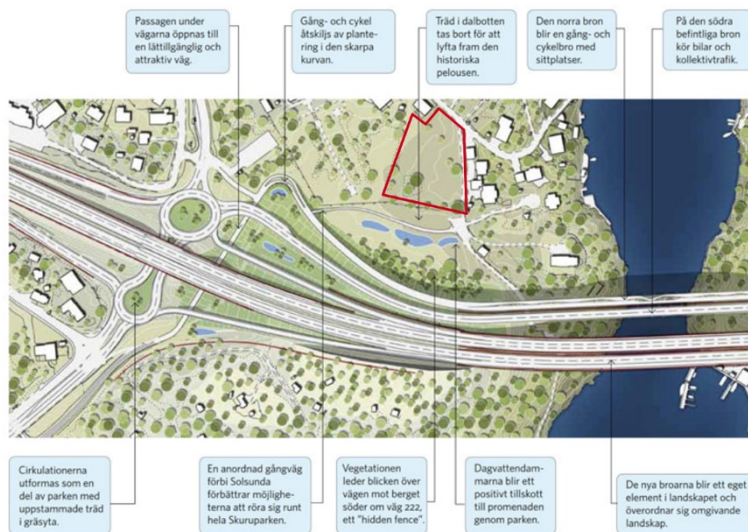 Passagen under
vägarna öppnas till
en lättillgänglig och
attraktiv väg.
Gång- och cykel
åtskiljs av plante-
ring i den skarpa
kurvan.
Träd i dalbotten
tas bort för att
lyfta fram den
historiska
pelousen.
Den norra bron
blir en gång- och
cykelbro med
sittplatser.
På den södra
befintliga bron
kör bilar och
kollektivtrafik.
Cirkulationerna
utformas som en
del av parken med
uppstammade träd
i gräsyta.
En anordnad gångväg
förbi Solsunda
förbättrar möjlighe-
terna att röra sig runt
hela Skuruparken.
Vegetationen
leder blicken över
vägen mot berget
söder om väg 222,
ett "hidden fence".
Dagvattendam-
marna blir ett
positivt tillskott
till promenaden
genom parken.
De nya broarna blir ett eget
element i landskapet och
överordnar sig omgivande
landskap.